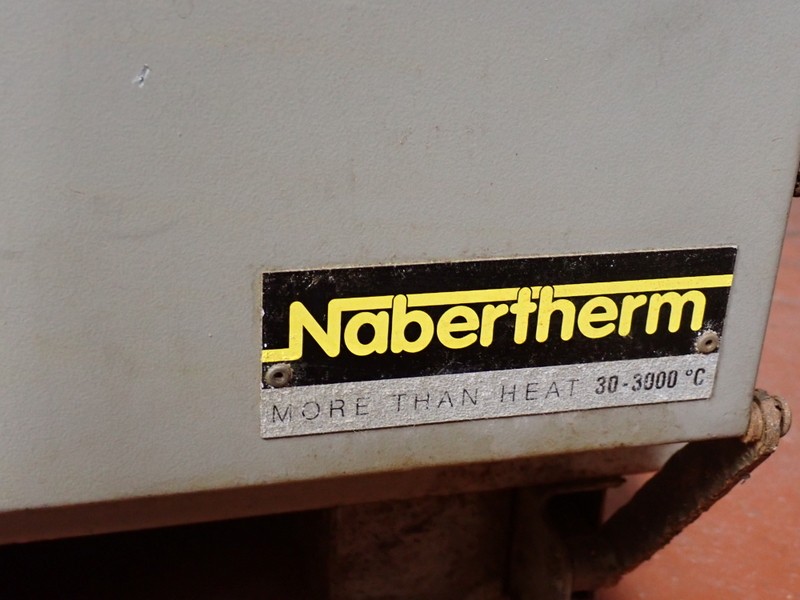 Nabertherm
MORE THAN HEAT 30-3000 °C